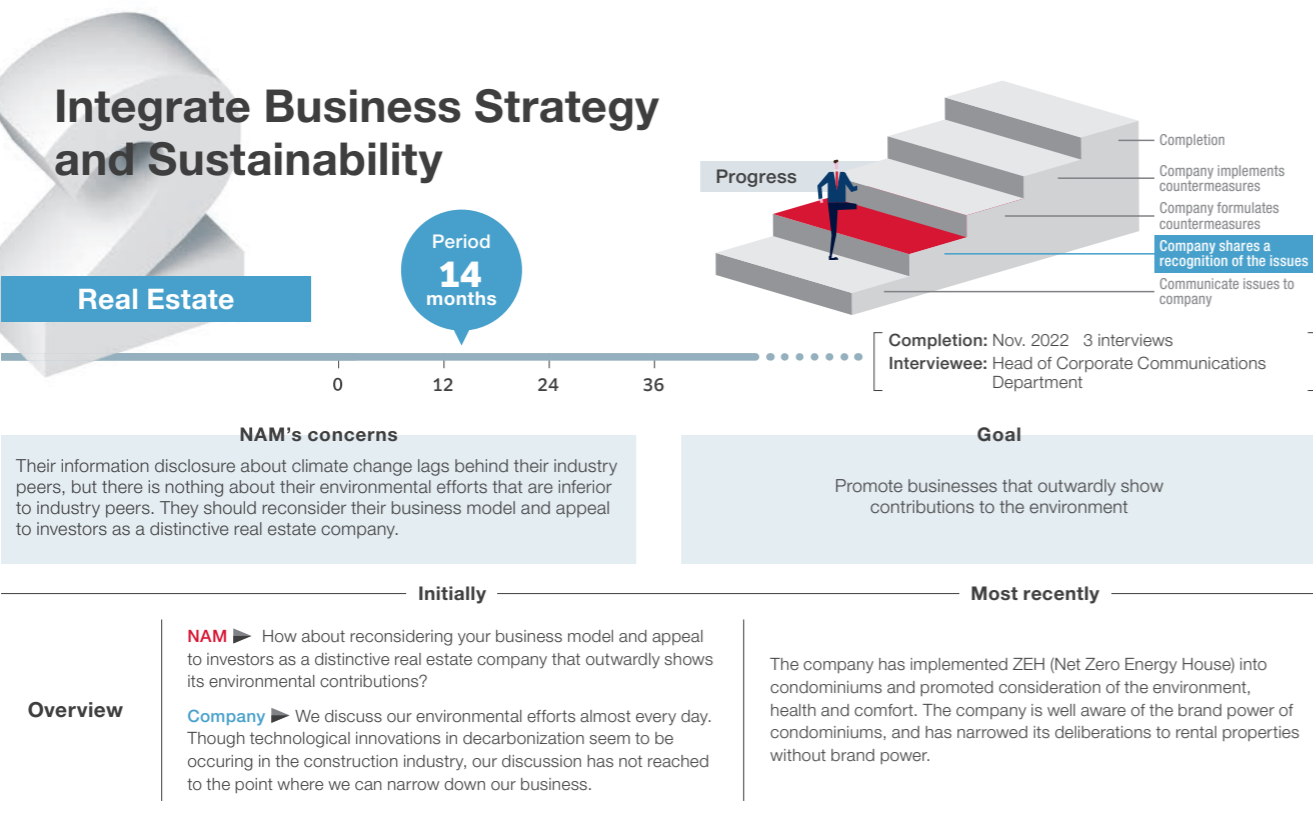 Integrate Business Strategy
and Sustainability
Real Estate
Period
14
months
0
12
24
36
Progress
Completion
Company implements
countermeasures
Company formulates
countermeasures
Company shares a
recognition of the issues
Communicate issues to
company
Completion: Nov. 2022 3 interviews
Interviewee: Head of Corporate Communications
Department
NAM's concerns
Their information disclosure about climate change lags behind their industry
peers, but there is nothing about their environmental efforts that are inferior
to industry peers. They should reconsider their business model and appeal
to investors as a distinctive real estate company.
Goal
Promote businesses that outwardly show
contributions to the environment
Initially
Most recently
Overview
NAM ▶ How about reconsidering your business model and appeal
to investors as a distinctive real estate company that outwardly shows
its environmental contributions?
Company ▶ We discuss our environmental efforts almost every day.
Though technological innovations in decarbonization seem to be
occuring in the construction industry, our discussion has not reached
to the point where we can narrow down our business.
The company has implemented ZEH (Net Zero Energy House) into
condominiums and promoted consideration of the environment,
health and comfort. The company is well aware of the brand power of
condominiums, and has narrowed its deliberations to rental properties
without brand power.